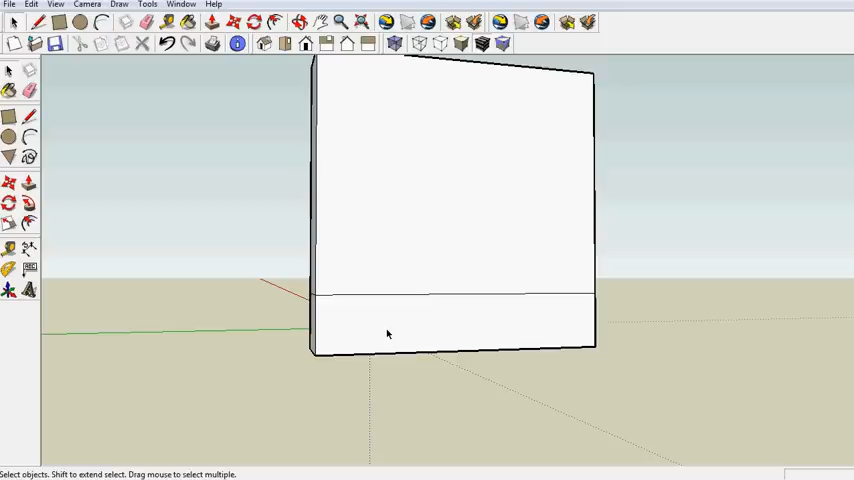 File Edit View Camera Draw Tools Window Help
ABC
Select objects. Shift to extend select. Drag mouse to select multiple.